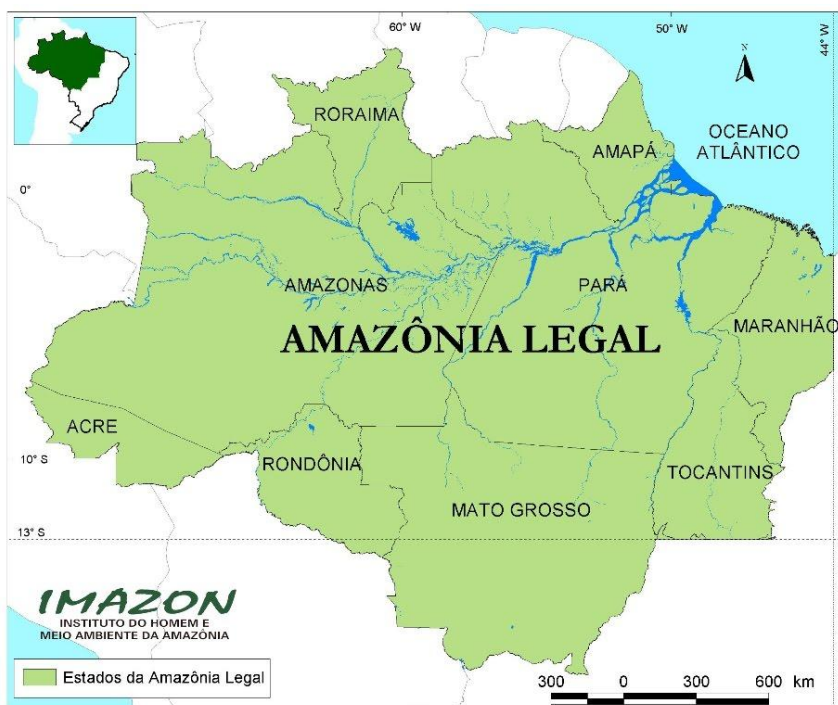 60° W
50° W
44° W
N
RORAIMA
AMAPÁ
OCEANO
ATLÂNTICO
0°
AMAZONAS
PARÁ
AMAZÔNIA LEGAL
MARANHÃO
ACRE
10° S
RONDÔNIA
TOCANTINS
MATO GROSSO
13° S
IMAZON
INSTITUTO DO HOMEM E
MEIO AMBIENTE DA AMAZÔNIA
Estados da Amazônia Legal
300 0 300 600 km